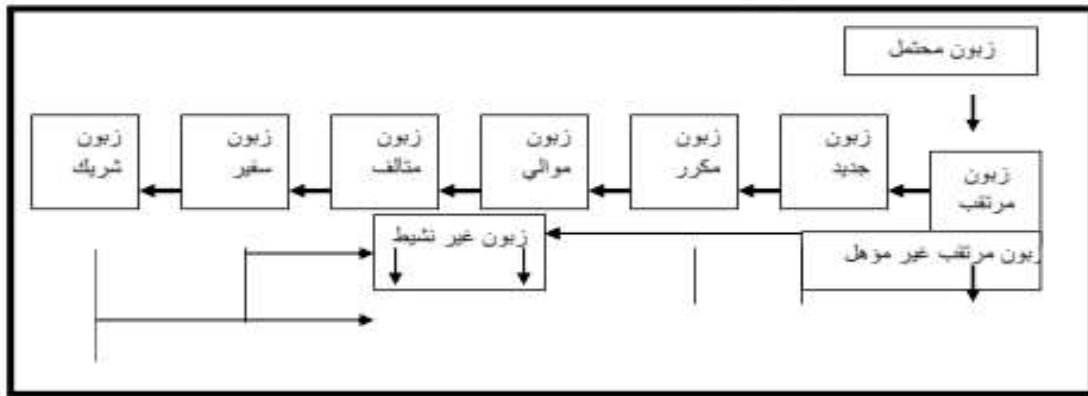 زبون محتمل
زبون
مرتقب
زبون
جديد
زبون
مكرر
زبون
موالي
زبون
متالف
زبون
سفير
زبون
شريك
زبون غير نشيط
زبون مرتقب غير مؤهل